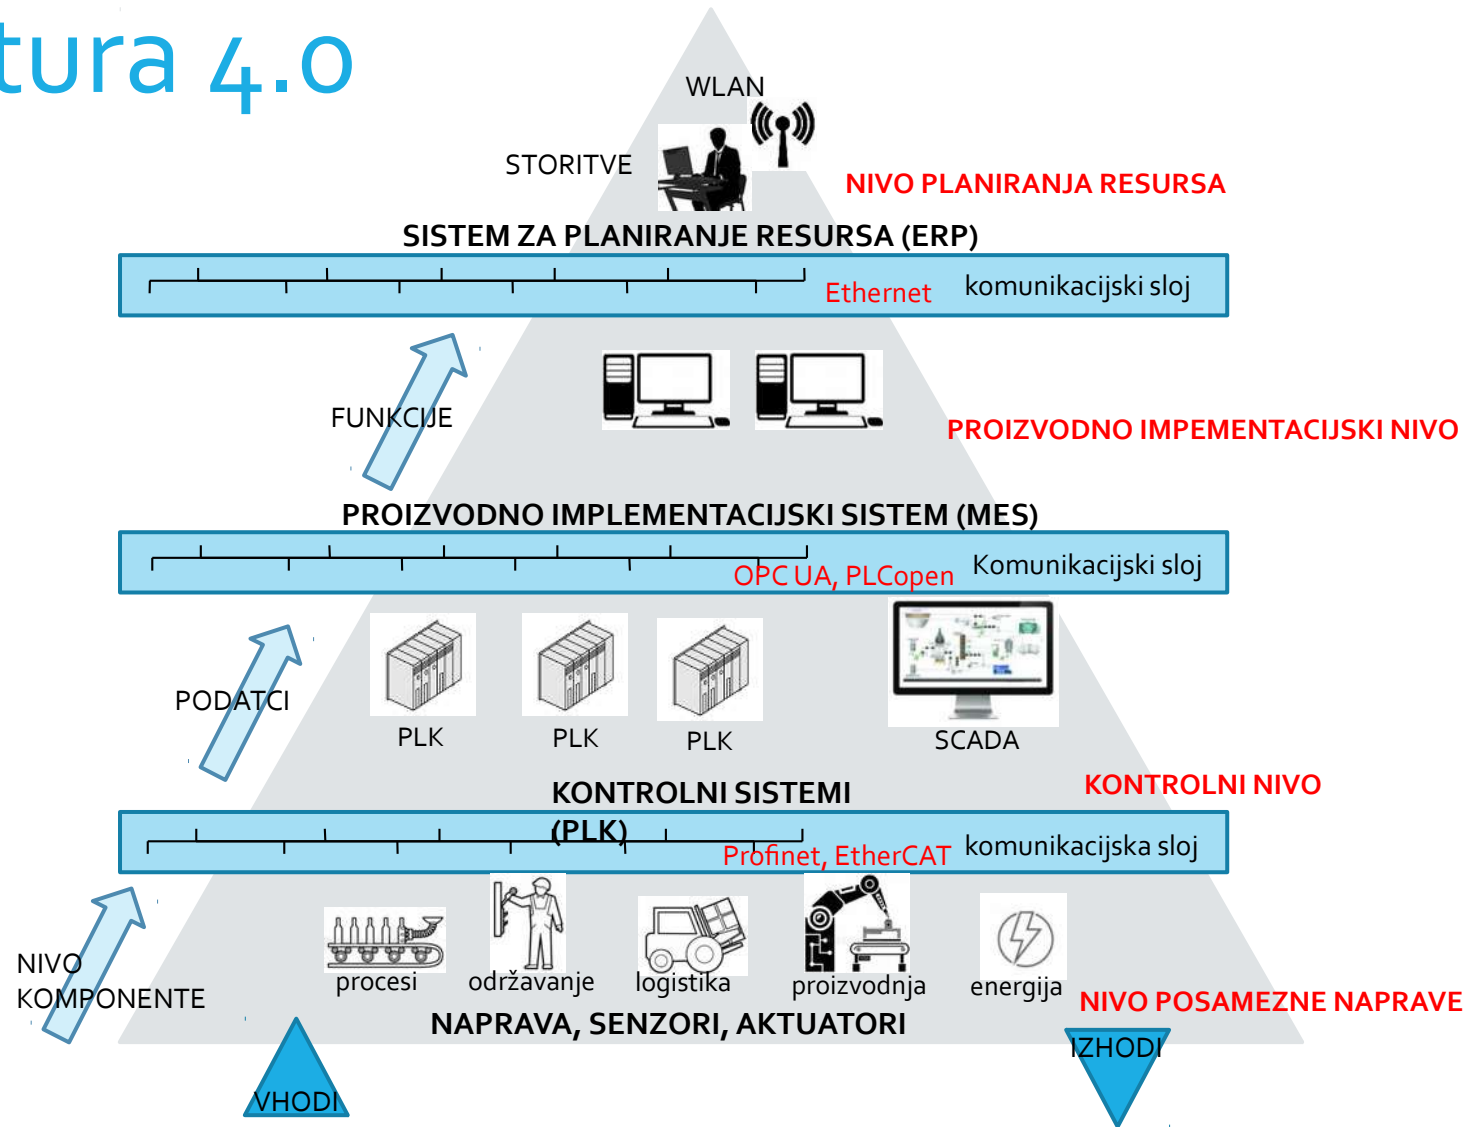 tura 4.0
WLAN
STORITVE
NIVO PLANIRANJA RESURSA
SISTEM ZA PLANIRANJE RESURSA (ERP)
Ethernet
komunikacijski sloj
FUNKCIJE
PROIZVODNO IMPEMENTACIJSKI NIVO
PROIZVODNO IMPLEMENTACIJSKI SISTEM (MES)
OPC UA, PLCopen
Komunikacijski sloj
PODATCI
PLK
PLK
PLK
SCADA
KONTROLNI NIVO
KONTROLNI SISTEMI
(PLK)
Profinet, EtherCAT
komunikacijska sloj
NIVO
KOMPONENTE
procesi
održavanje
logistika
proizvodnja
energija
NIVO POSAMEZNE NAPRAVE
NAPRAVA, SENZORI, AKTUATORI
IZHODI
VHODI